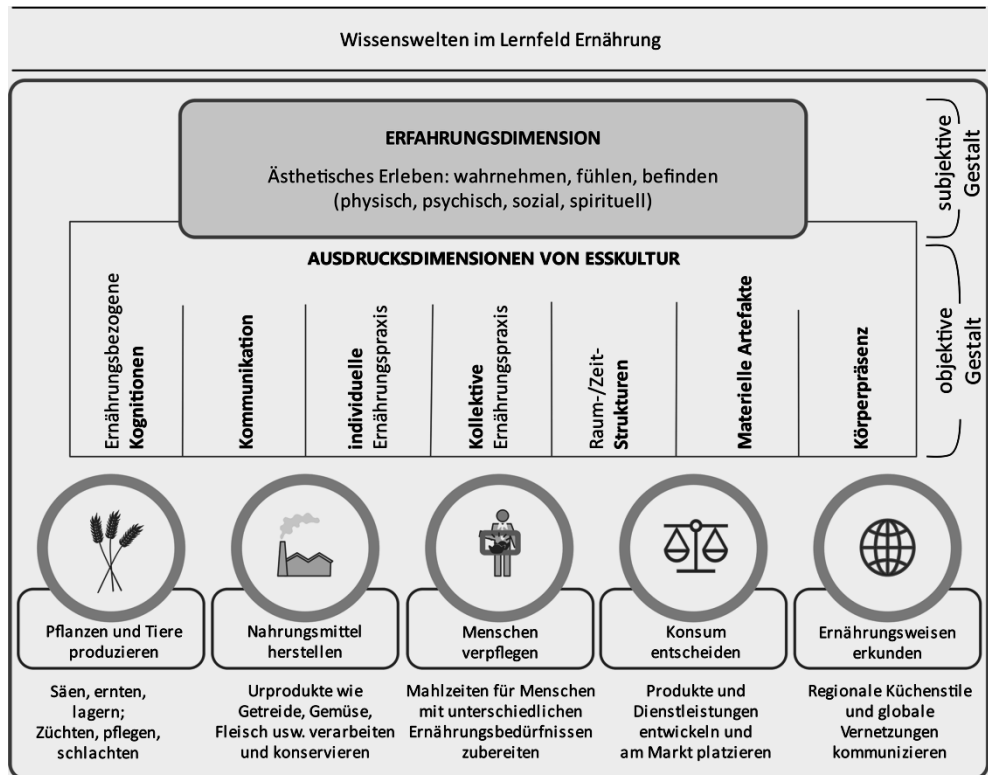 Wissenswelten im Lernfeld Ernährung
ERFAHRUNGSDIMENSION
Ästhetisches Erleben: wahrnehmen, fühlen, befinden
(physisch, psychisch, sozial, spirituell)
subjektive
Gestalt
AUSDRUCKSDIMENSIONEN VON ESSKULTUR
Ernährungsbezogene
Kognitionen
Kommunikation
individuelle
Ernährungspraxis
Kollektive
Ernährungspraxis
Raum-/Zeit-
Strukturen
Materielle Artefakte
Körperpräsenz
objektive
Gestalt
Pflanzen und Tiere
produzieren
Säen, ernten,
lagern;
Züchten, pflegen,
schlachten
Nahrungsmittel
herstellen
Urprodukte wie
Getreide, Gemüse,
Fleisch usw. verarbeiten
und konservieren
Menschen
verpflegen
Mahlzeiten für Menschen
mit unterschiedlichen
Ernährungsbedürfnissen
zubereiten
Konsum
entscheiden
Produkte und
Dienstleistungen
entwickeln und
am Markt platzieren
Ernährungsweisen
erkunden
Regionale Küchenstile
und globale
Vernetzungen
kommunizieren